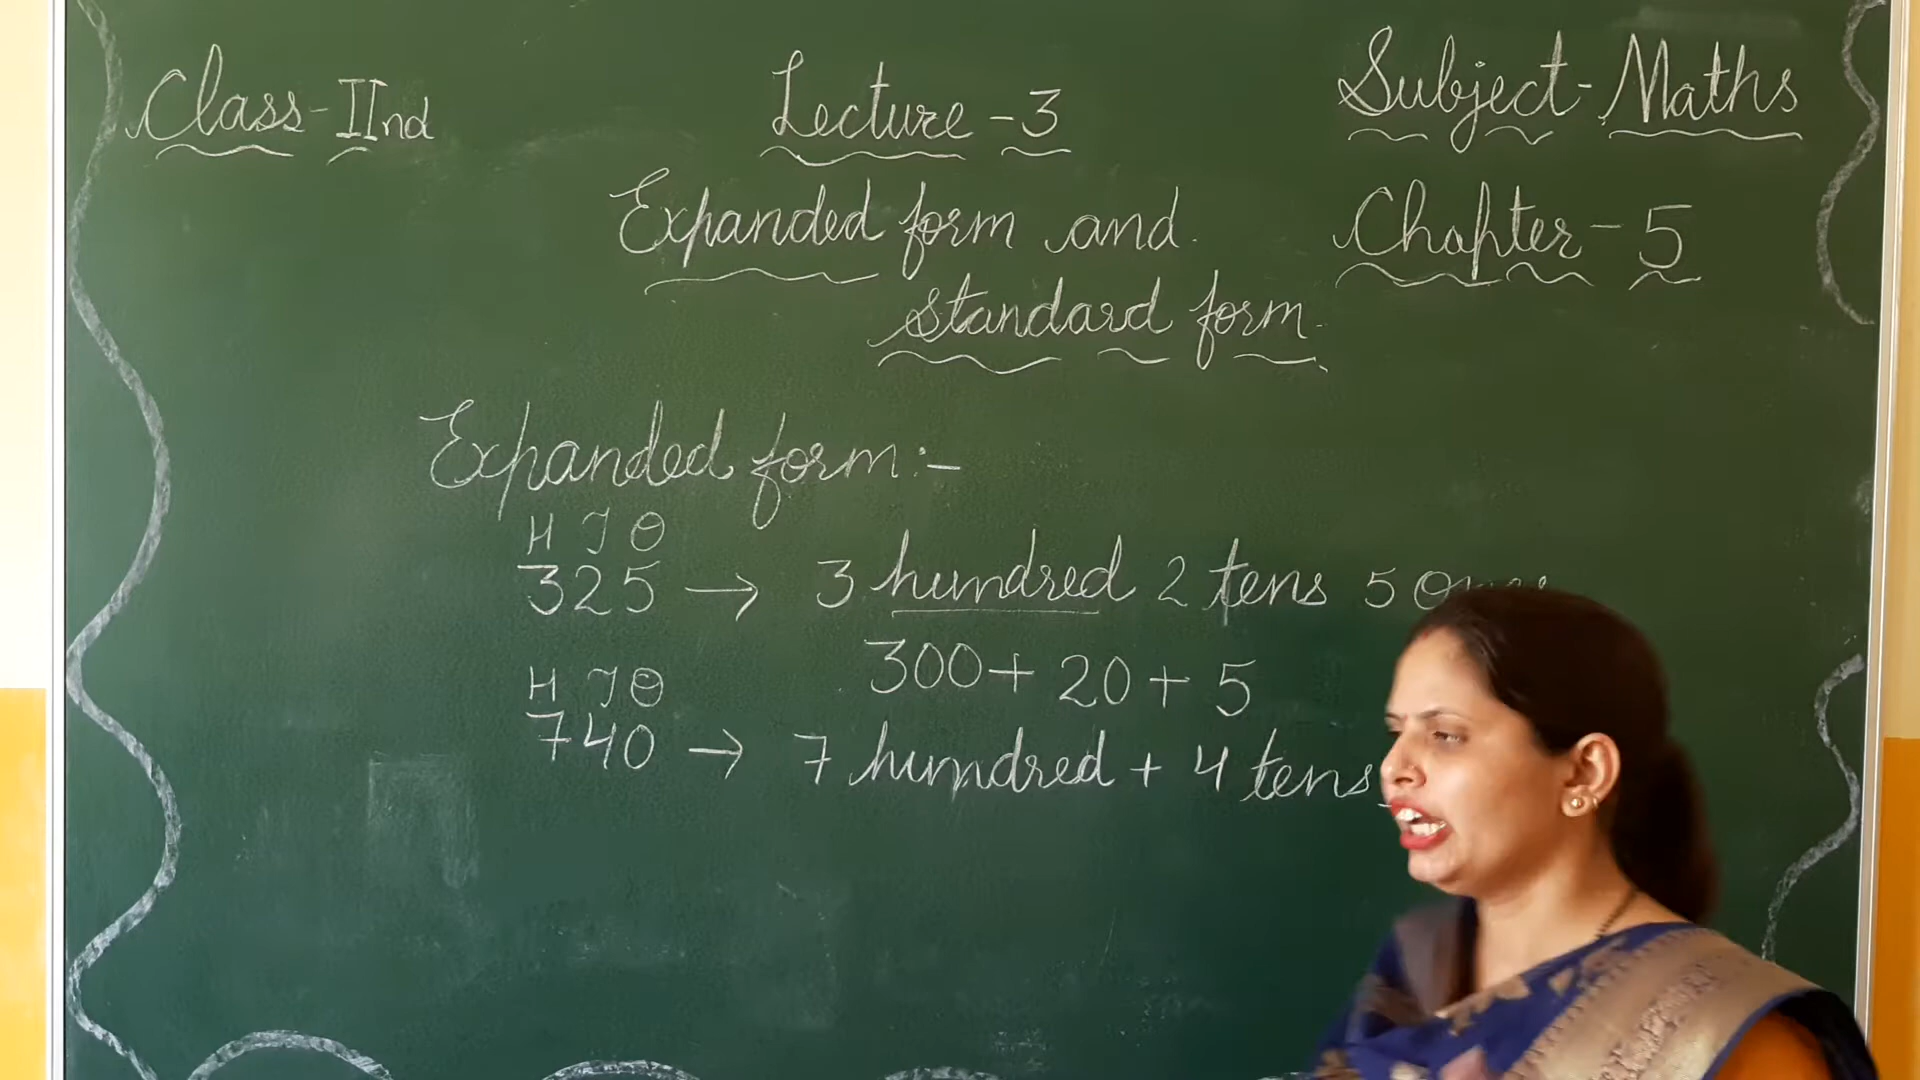 Class-IInd
Lecture -3
Subject-Maths
Expanded form and
Chapter-5
standard form
Expanded form:-
H T O
325 → 3 hundred 2 tens 5
300+ 20 + 5
H T O
740 → 7 hundred + 4 tens